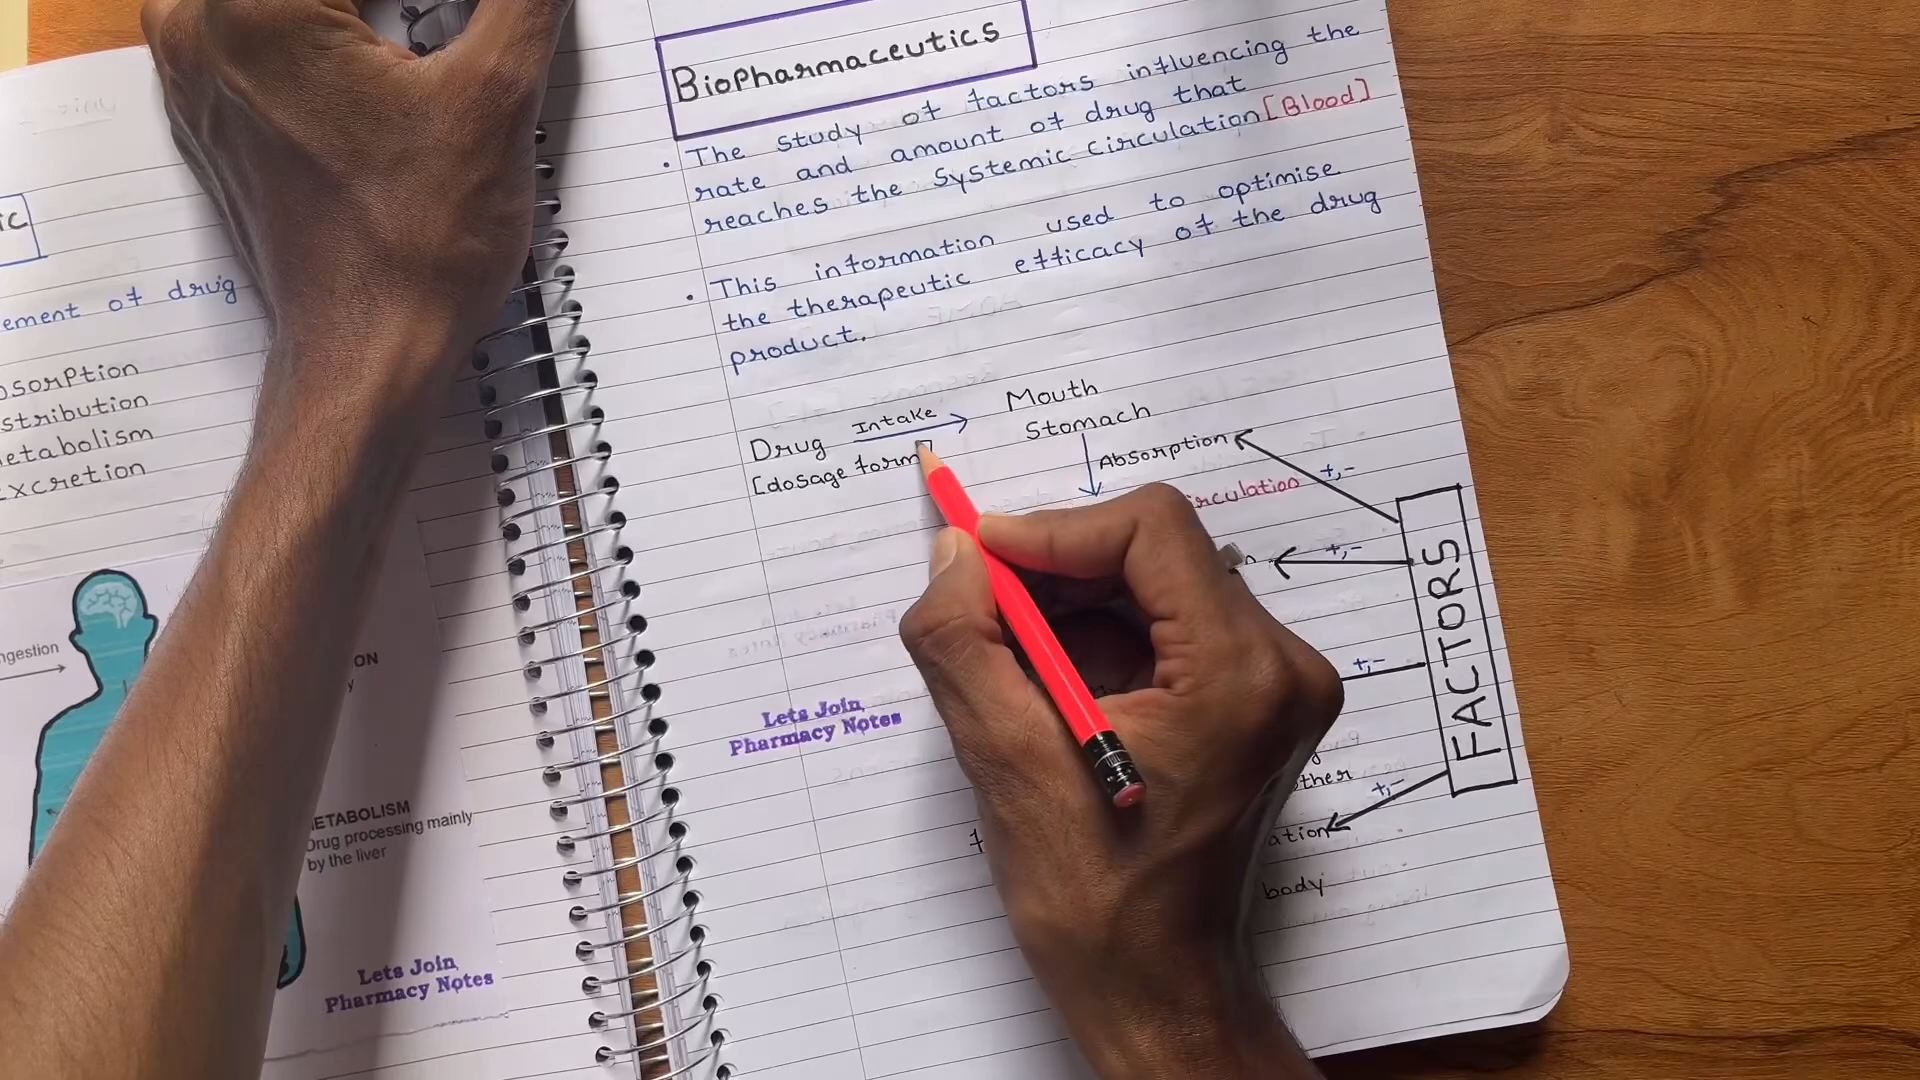 BioPharmaceutics
• The study of factors influencing the
rate and amount of drug that
reaches the systemic circulation [Blood]
• This information used to optimise
the therapeutic efficacy of the drug
product.
Drug
[dosage form]
Intake
Mouth
Stomach
Absorption
+,-
+,-
+,-
+,-
FACTORS
body
Lets Join
Pharmacy Notes
ement of drug
sorption
stribution
etabolism
xcretion
ngestion
ON
y
ETABOLISM
Drug processing mainly
by the liver
Lets Join
Pharmacy Notes